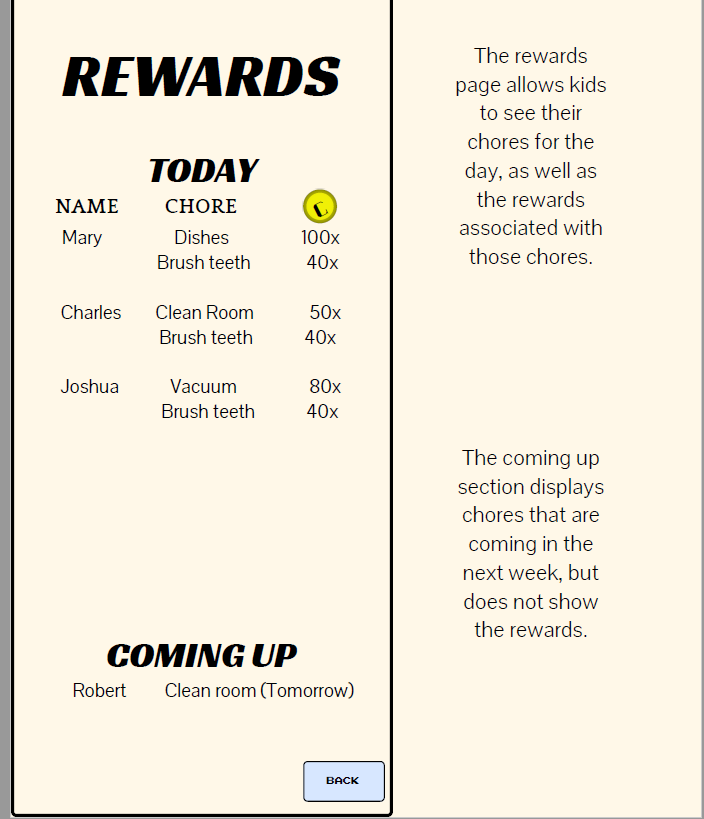 REWARDS
TODAY
NAME CHORE C
Mary Dishes 100x
Brush teeth 40x
Charles Clean Room 50x
Brush teeth 40x
Joshua Vacuum 80x
Brush teeth 40x
COMING UP
Robert Clean room (Tomorrow)
BACK
The rewards
page allows kids
to see their
chores for the
day, as well as
the rewards
associated with
those chores.
The coming up
section displays
chores that are
coming in the
next week, but
does not show
the rewards.